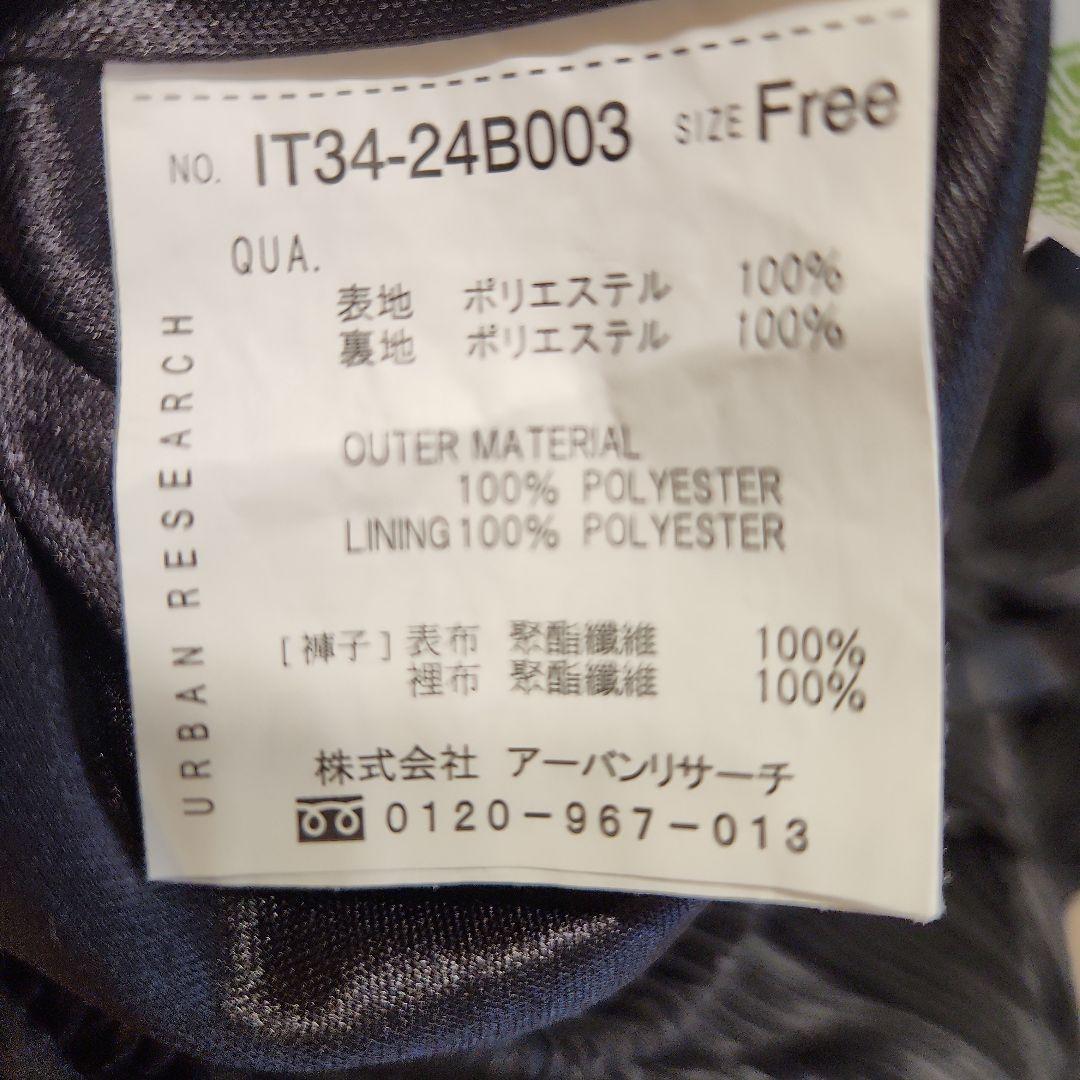 NO. IT34-24B003 SIZE Free
QUA.
表地 ポリエステル 100%
裏地 ポリエステル 100%
OUTER MATERIAL
100% POLYESTER
LINING 100% POLYESTER
[褲子] 表布 聚酯纖維 100%
裡布 聚酯纖維 100%
株式会社 アーバンリサーチ
0120-967-013
URBAN RESEARCH